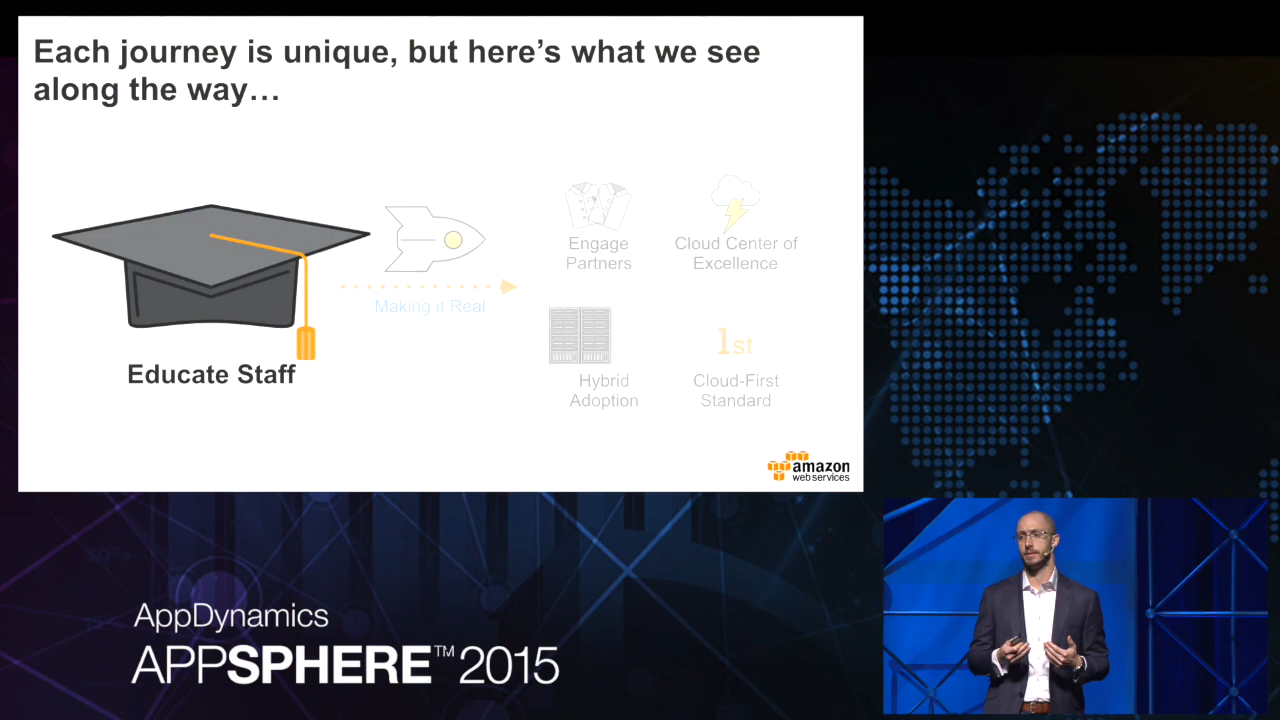 Each journey is unique, but here's what we see
along the way…
Making it Real
Educate Staff
Engage
Partners
Cloud Center of
Excellence
Hybrid
Adoption
1st
Cloud-First
Standard
amazon
web services
AppDynamics
APPSPHERE™ 2015